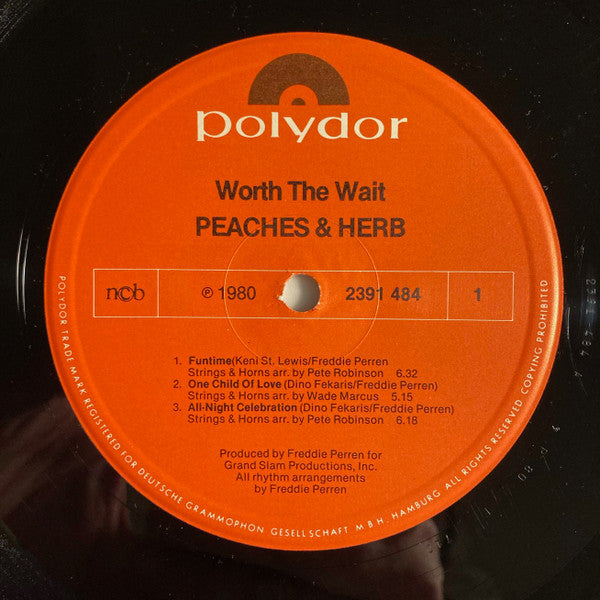 polydor
Worth The Wait
PEACHES & HERB
ncb ℗ 1980 2391 484 1
1. Funtime (Keni St. Lewis/Freddie Perren
Strings & Horns arr. by Pete Robinson 6.32
2. One Child Of Love (Dino Fekaris/Freddie Perren)
Strings & Horns arr. by Wade Marcus 5.15
3. All-Night Celebration (Dino Fekaris/Freddie Perren)
Strings & Horns arr. by Pete Robinson 6.16
Produced by Freddie Perren for
Grand Slam Productions, Inc.
All rhythm arrangements
by Freddie Perren
POLYDOR TRADE MARK REGISTERED FOR DEUTSCHE GRAMMOPHON GESELLSCHAFT M B H. HAMBURG ALL RIGHTS RESERVED COPYING PROHIBITED